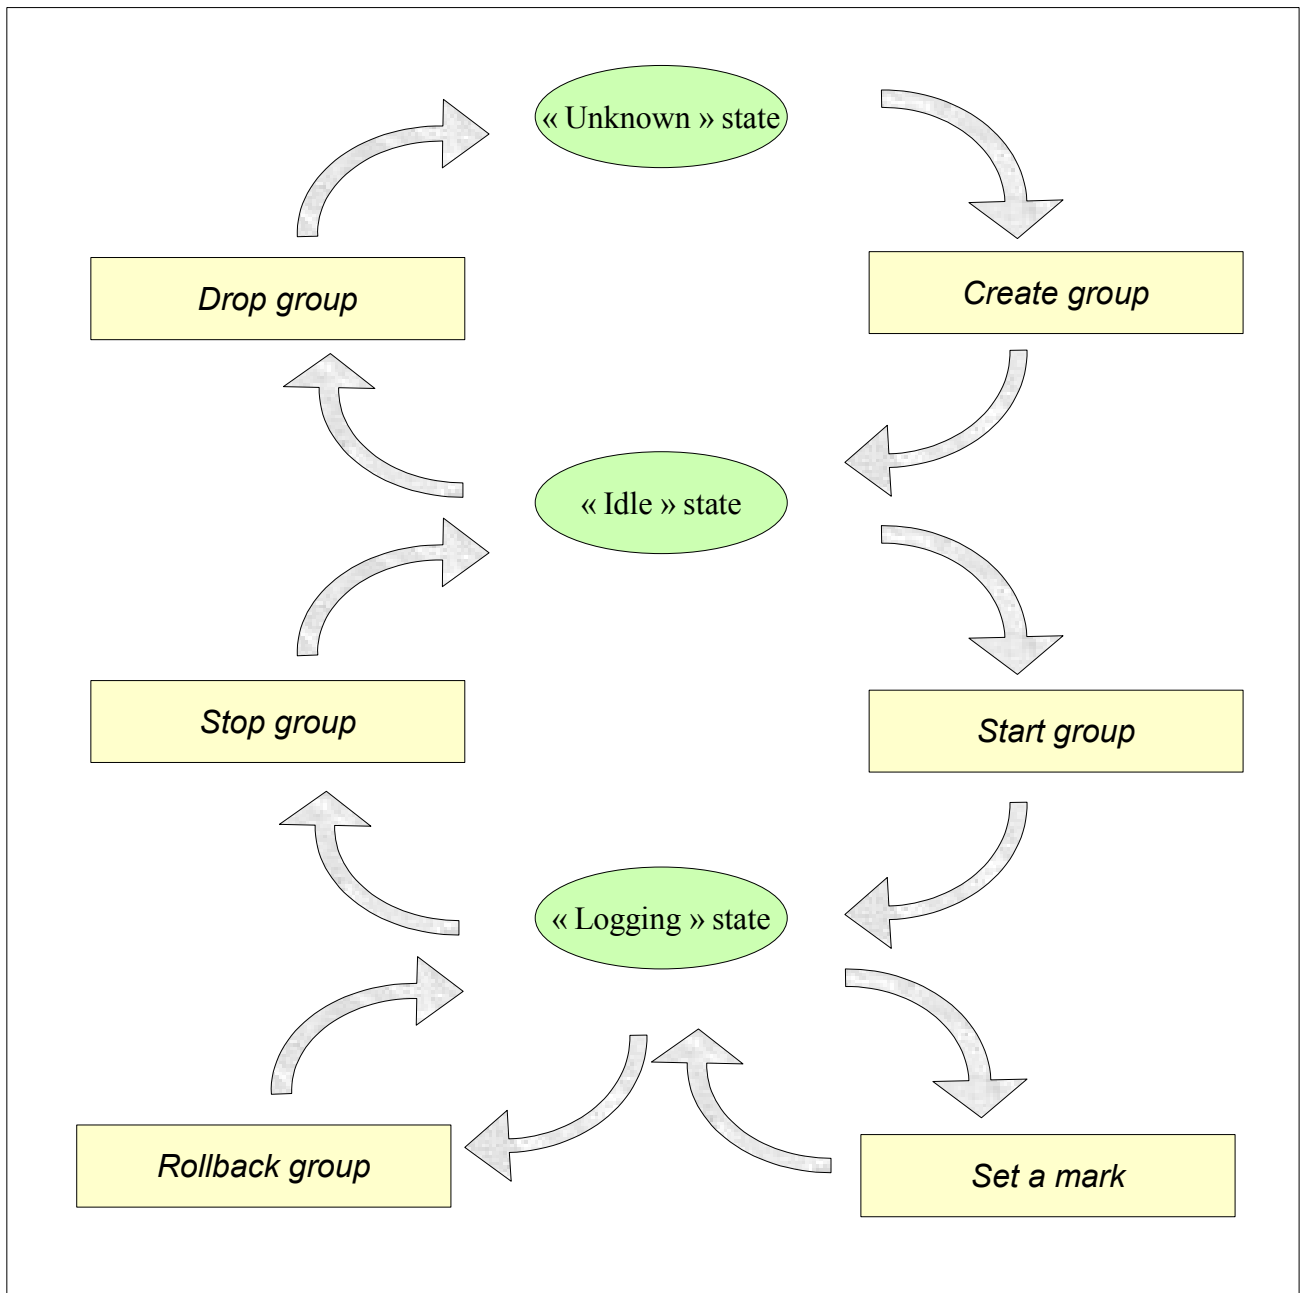 « Unknown » state
Drop group
Create group
« Idle » state
Stop group
Start group
« Logging » state
Rollback group
Set a mark